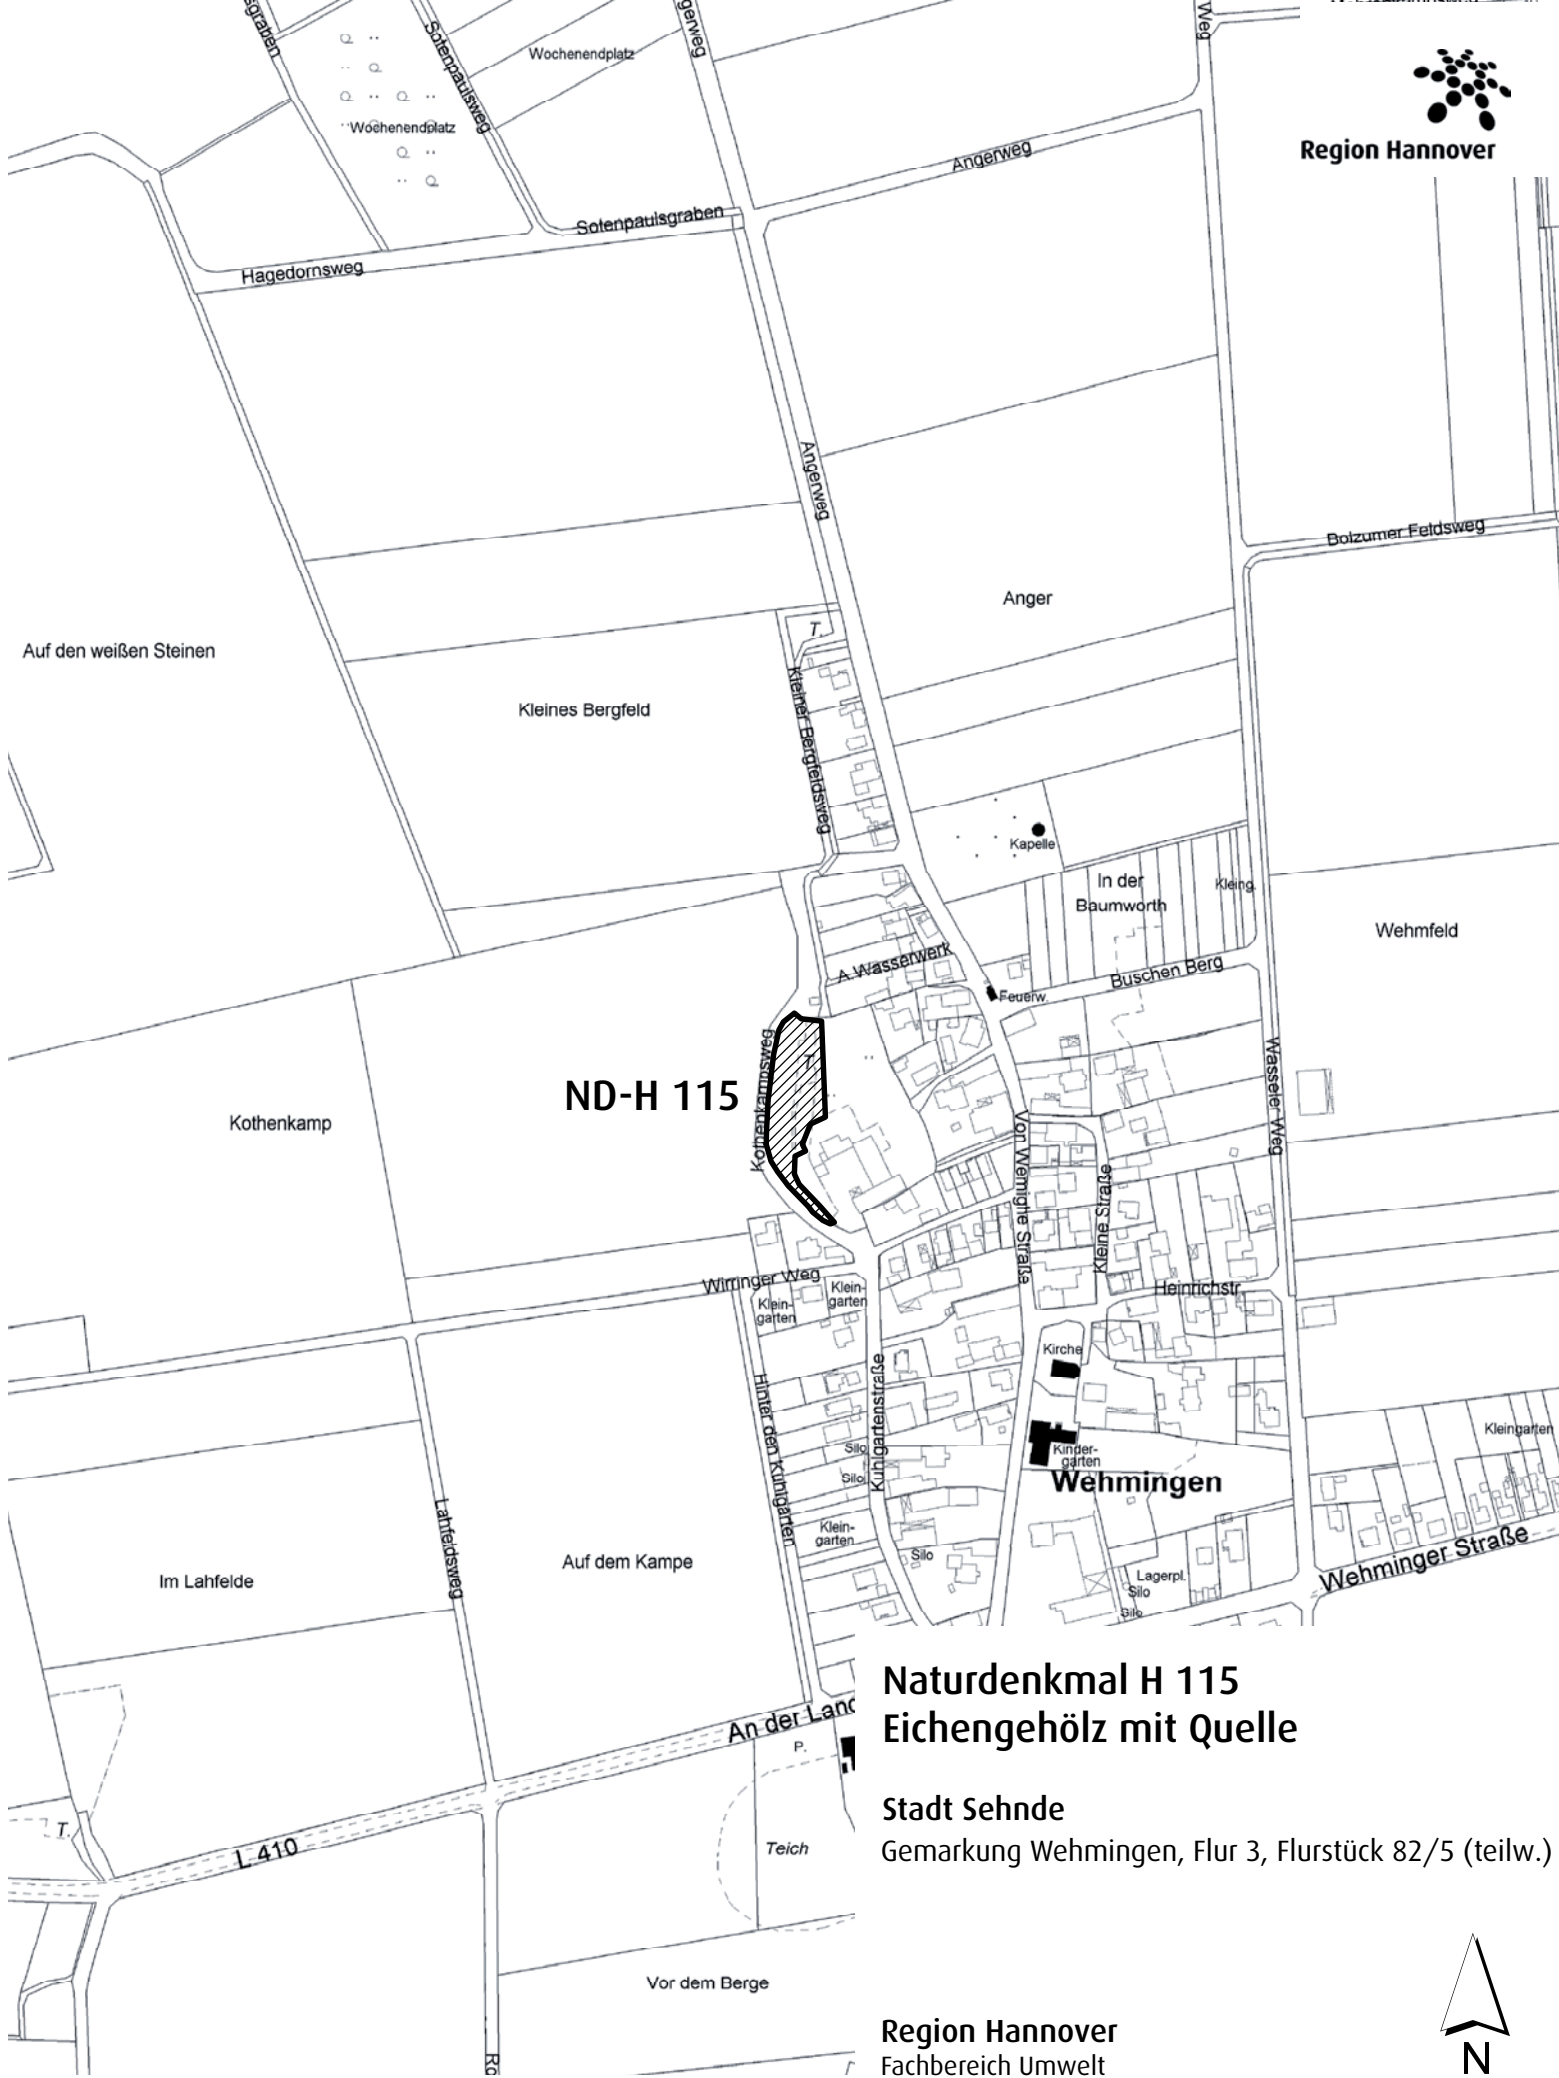 Wochenendplatz
Sotenpaulsweg
Weg
Wochenendplatz
Region Hannover
Angerweg
Sotenpaulsgraben
Hagedornsweg
Angerweg
Bolzumer Feldsweg
Anger
T.
Auf den weißen Steinen
Kleines Bergfeld
Kleiner Bergfeldsweg
Kapelle
In der
Baumworth
Kleing.
Wehmfeld
A. Wasserwerk
Buschen Berg
Feuerw.
Kothenkampsweg
T.
ND-H 115
Wasseler Weg
Kothenkamp
Von Wemighe Straße
Kleine Straße
Wirringer Weg
Klein-
garten
Klein-
garten
Heinrichstr.
Kirche
Hinter den Kuhlgärten
Kuhlgartenstraße
Kleingarten
Silo
Kinder-
garten
Silo
Wehmingen
Lahfeldsweg
Klein-
garten
Silo
Wehminger Straße
Auf dem Kampe
Im Lahfelde
Lagerpl.
Silo
Silo
Naturdenkmal H 115
Eichengehölz mit Quelle
An der Land
P.
Stadt Sehnde
Gemarkung Wehmingen, Flur 3, Flurstück 82/5 (teilw.)
T.
L 410
Teich
Vor dem Berge
Region Hannover
Fachbereich Umwelt
N
Ro